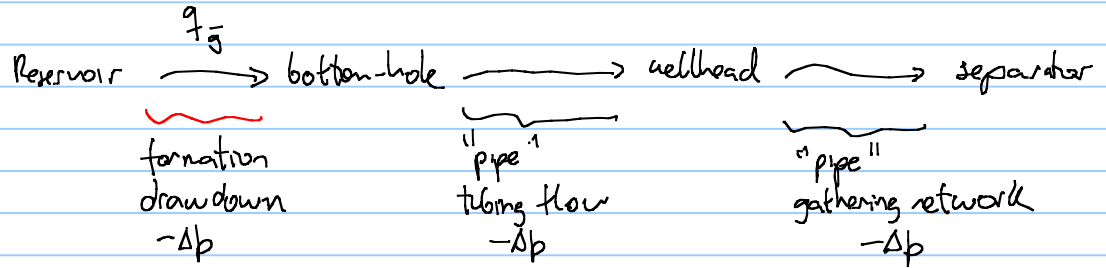 q_g̅
Reservoir → bottom-hole → wellhead → separator
formation "pipe" "pipe"
drawdown tubing flow gathering network
-Δp -Δp -Δp